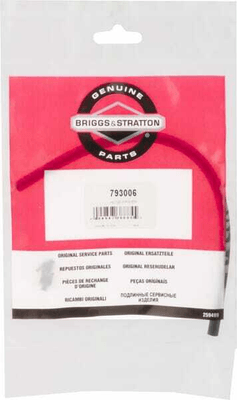 GENUINE
BRIGGS & STRATTON
PARTS
793006
ORIGINAL SERVICE PARTS
ORIGINAL ERSATZTEILE
REPUESTOS ORIGINALES
ORIGINAL RESERVDELAR
PIÈCES DE RECHANGE
D'ORIGINE
PEÇAS ORIGINAIS
RICAMBI ORIGINALI
ПОДЛИННЫЕ СЕРВИСНЫЕ
ИЗДЕЛИЯ